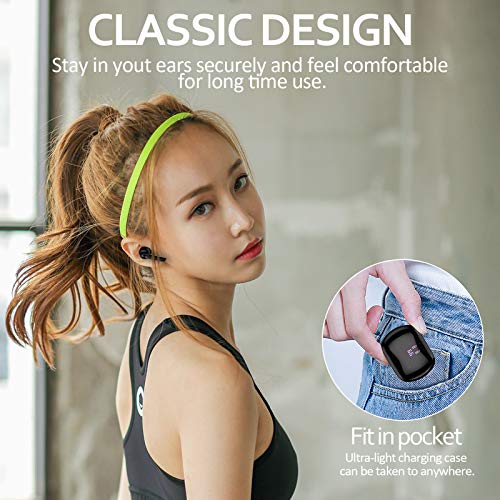 CLASSIC DESIGN
Stay in yout ears securely and feel comfortable
for long time use.
Fit in pocket
Ultra-light charging case
can be taken to anywhere.